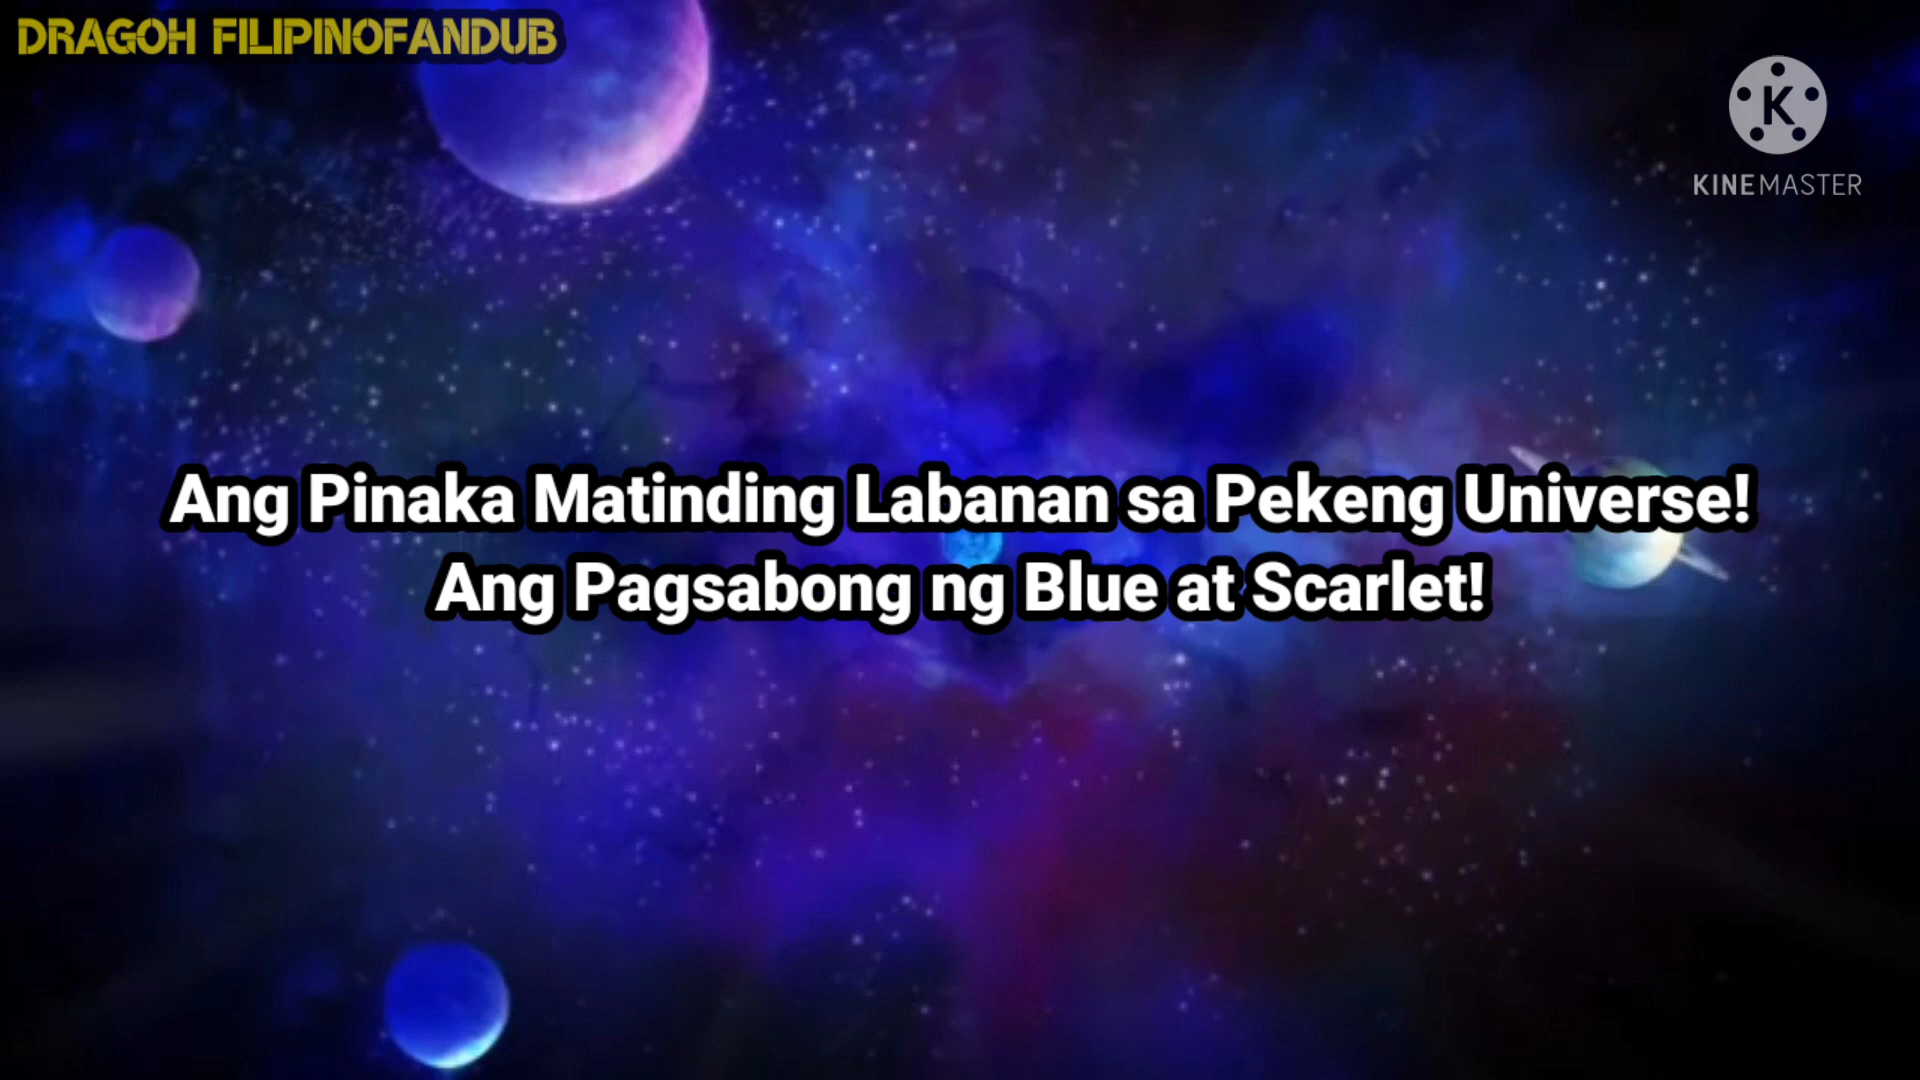 DRAGOH FILIPINOFANDUB
K
KINEMASTER
Ang Pinaka Matinding Labanan sa Pekeng Universe!
Ang Pagsabong ng Blue at Scarlet!